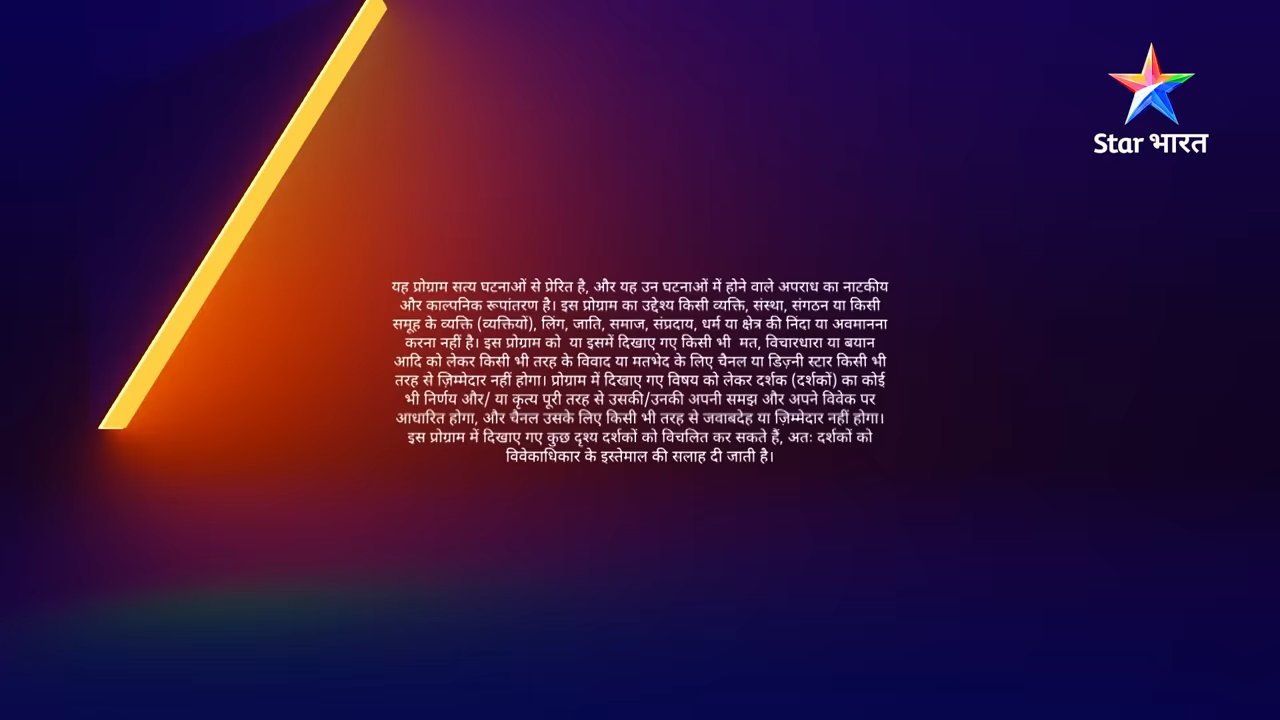 Star भारत
यह प्रोग्राम सत्य घटनाओं से प्रेरित है, और यह उन घटनाओं में होने वाले अपराध का नाटकीय
और काल्पनिक रूपांतरण है। इस प्रोग्राम का उद्देश्य किसी व्यक्ति, संस्था, संगठन या किसी
समूह के व्यक्ति (व्यक्तियों), लिंग, जाति, समाज, संप्रदाय, धर्म या क्षेत्र की निंदा या अवमानना
करना नहीं है। इस प्रोग्राम को या इसमें दिखाए गए किसी भी मत, विचारधारा या बयान
आदि को लेकर किसी भी तरह के विवाद या मतभेद के लिए चैनल या डिज़्नी स्टार किसी भी
तरह से ज़िम्मेदार नहीं होगा। प्रोग्राम में दिखाए गए विषय को लेकर दर्शक (दर्शकों) का कोई
भी निर्णय और/ या कृत्य पूरी तरह से उसकी/उनकी अपनी समझ और अपने विवेक पर
आधारित होगा, और चैनल उसके लिए किसी भी तरह से जवाबदेह या ज़िम्मेदार नहीं होगा।
इस प्रोग्राम में दिखाए गए कुछ दृश्य दर्शकों को विचलित कर सकते हैं, अतः दर्शकों को
विवेकाधिकार के इस्तेमाल की सलाह दी जाती है।